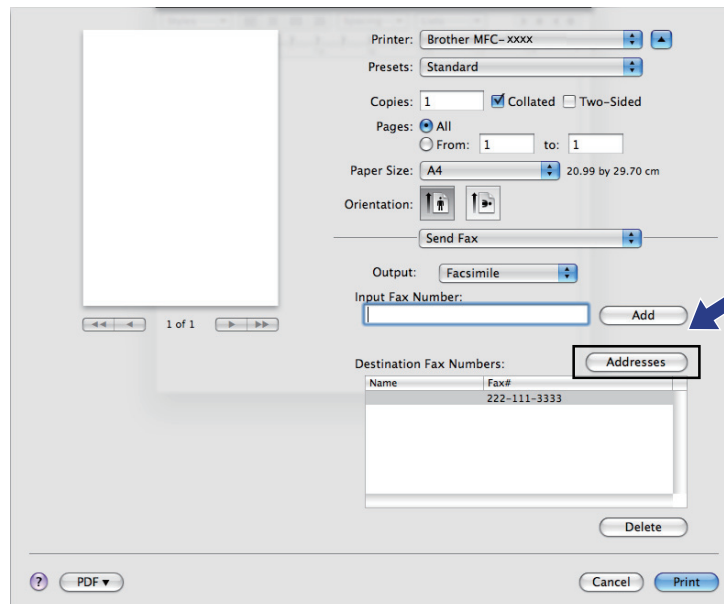 Printer: Brother MFC-XXXX
Presets: Standard
Copies: 1 Collated Two-Sided
Pages: All
From: 1 to: 1
Paper Size: A4 20.99 by 29.70 cm
Orientation:
Send Fax
Output: Facsimile
Input Fax Number:
Add
1 of 1
Addresses
Destination Fax Numbers:
Name Fax#
222-111-3333
Delete
? PDF Cancel Print